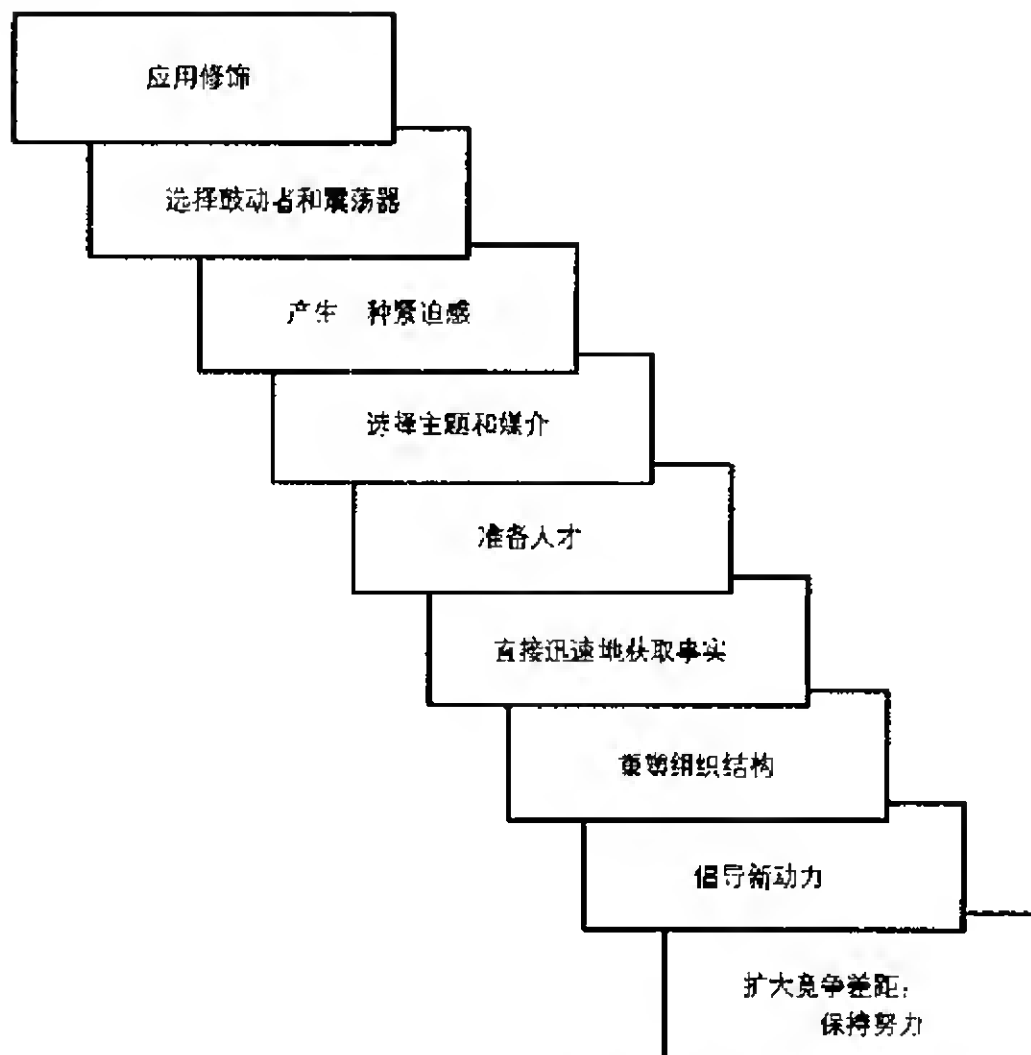 应用修饰
选择鼓动者和震荡器
产生一种紧迫感
选择主题和媒介
准备人才
直接迅速地获取事实
重塑组织结构
倡导新动力
扩大竞争差距：
保持努力